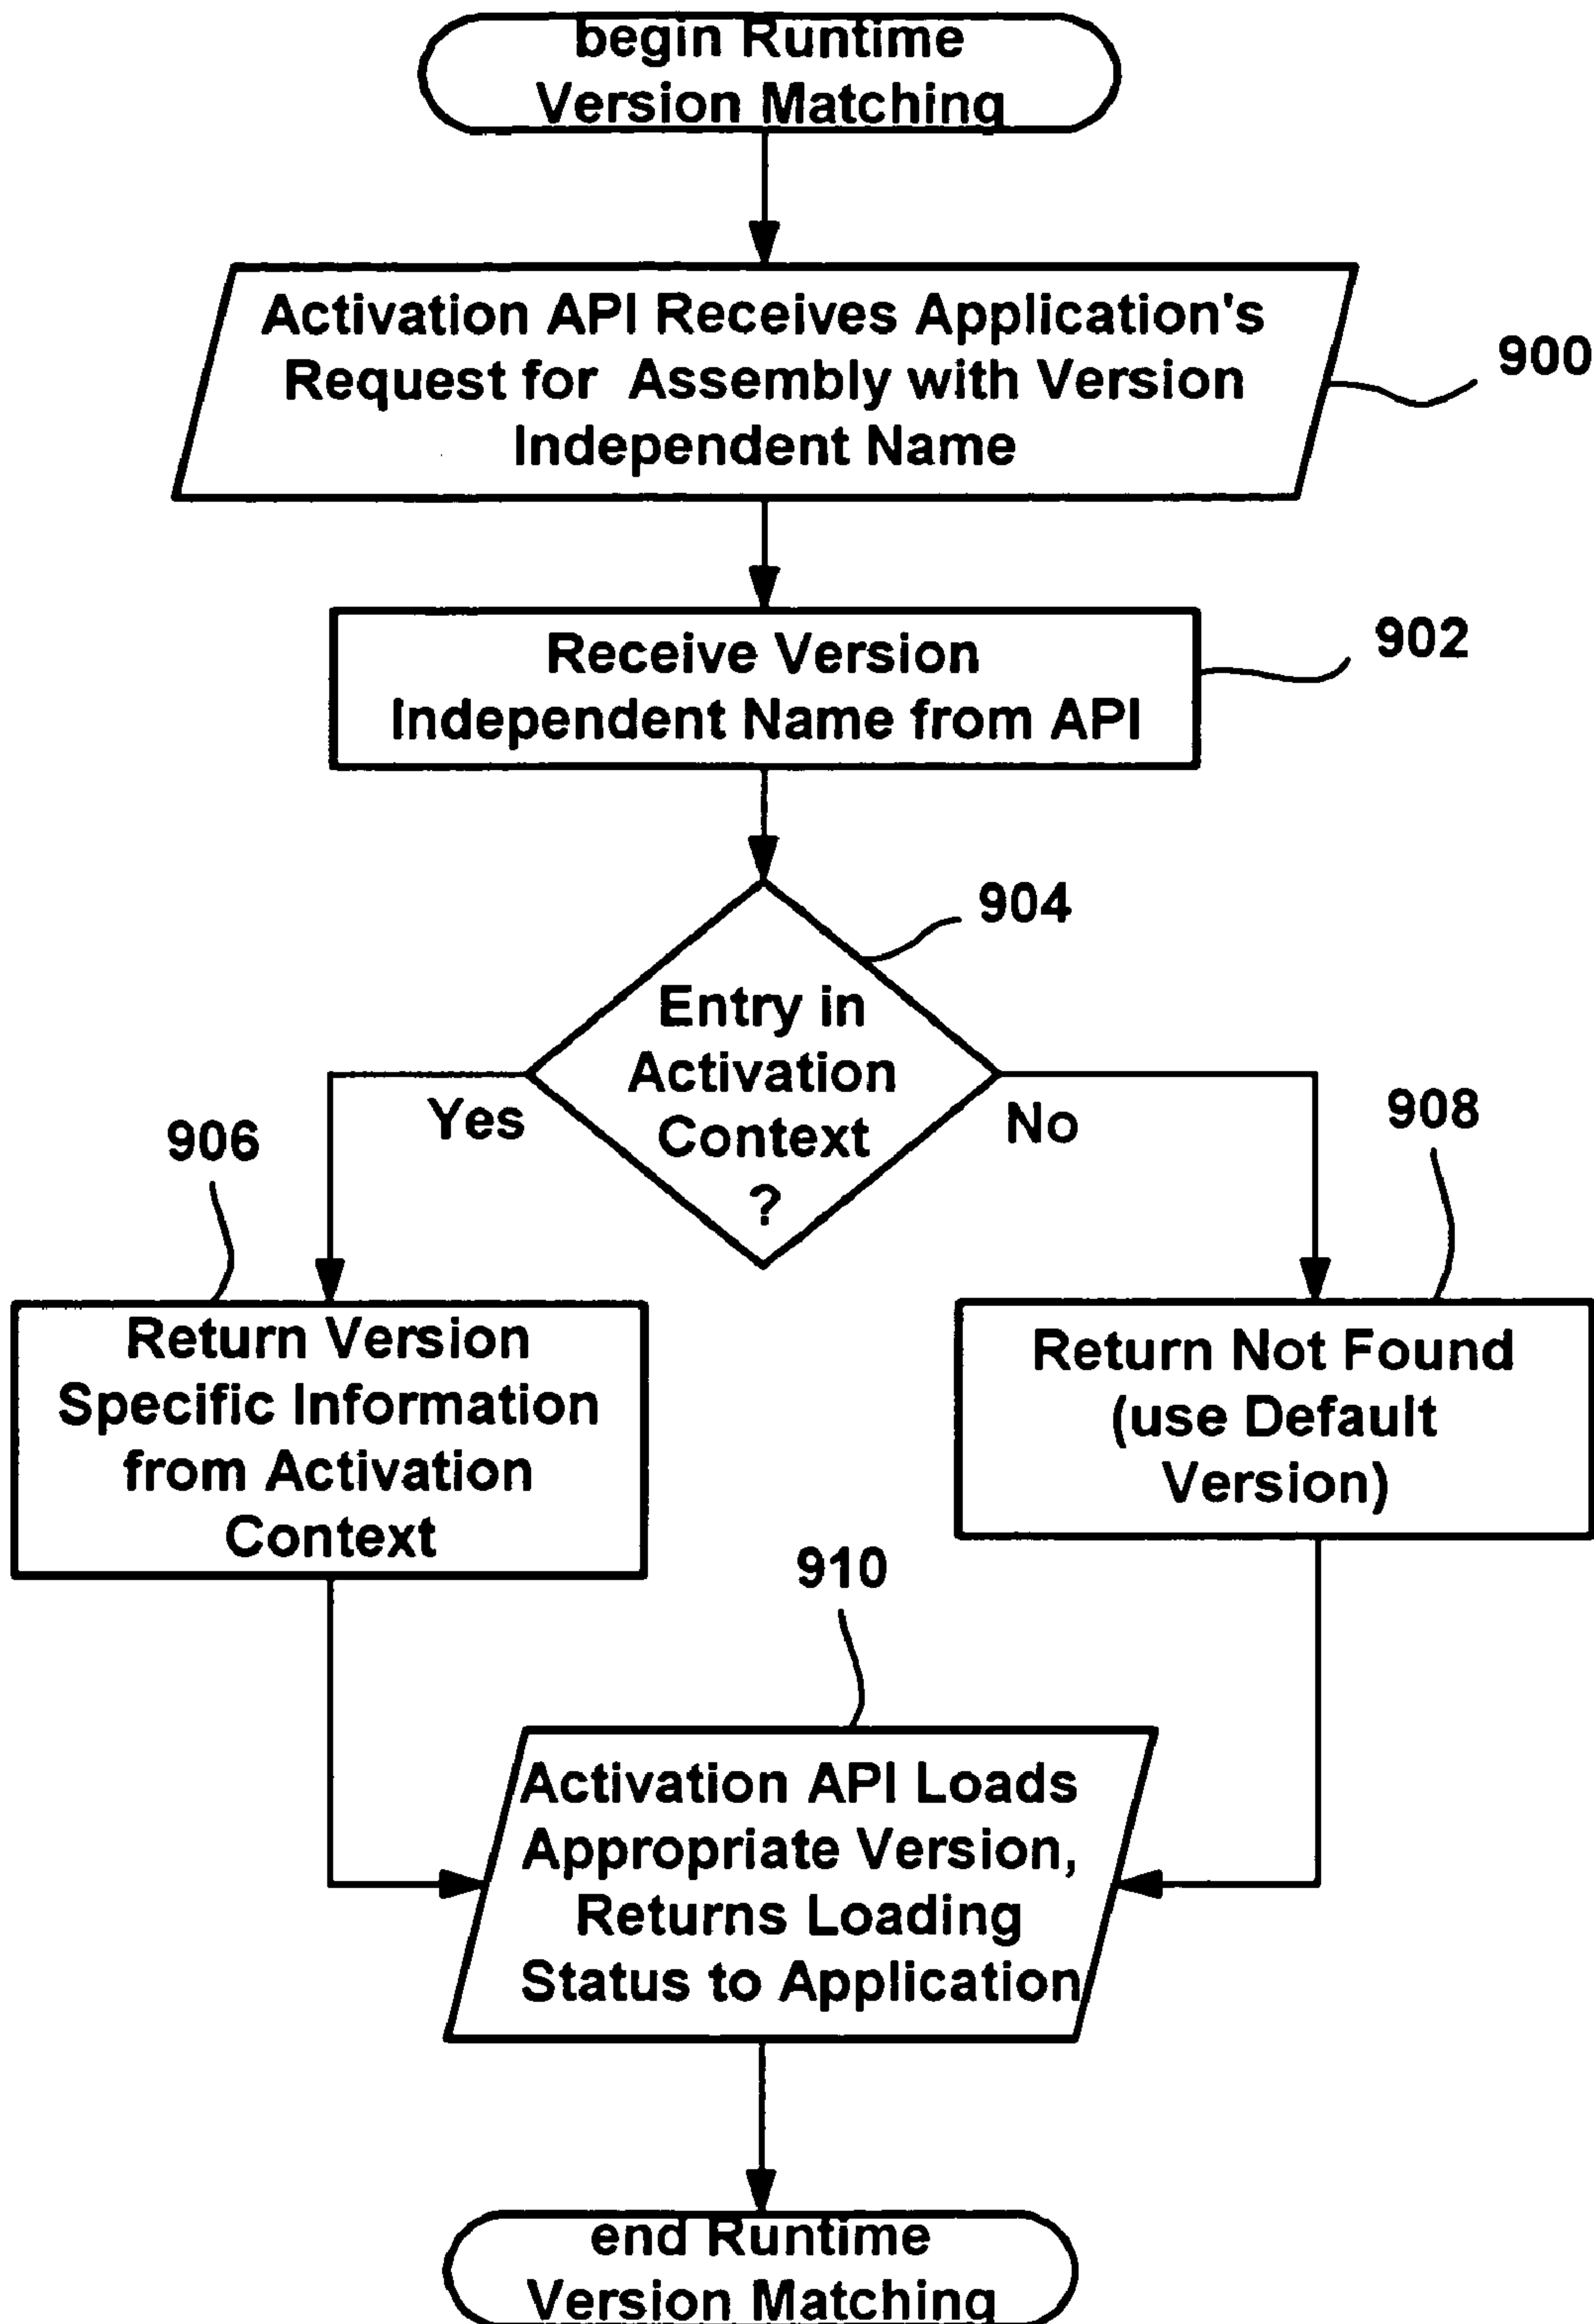 begin Runtime
Version Matching
Activation API Receives Application's
Request for Assembly with Version
Independent Name
900
Receive Version
Independent Name from API
902
904
Entry in
Activation
Context
?
Yes
No
906
908
Return Version
Specific Information
from Activation
Context
Return Not Found
(use Default
Version)
910
Activation API Loads
Appropriate Version,
Returns Loading
Status to Application
end Runtime
Version Matching